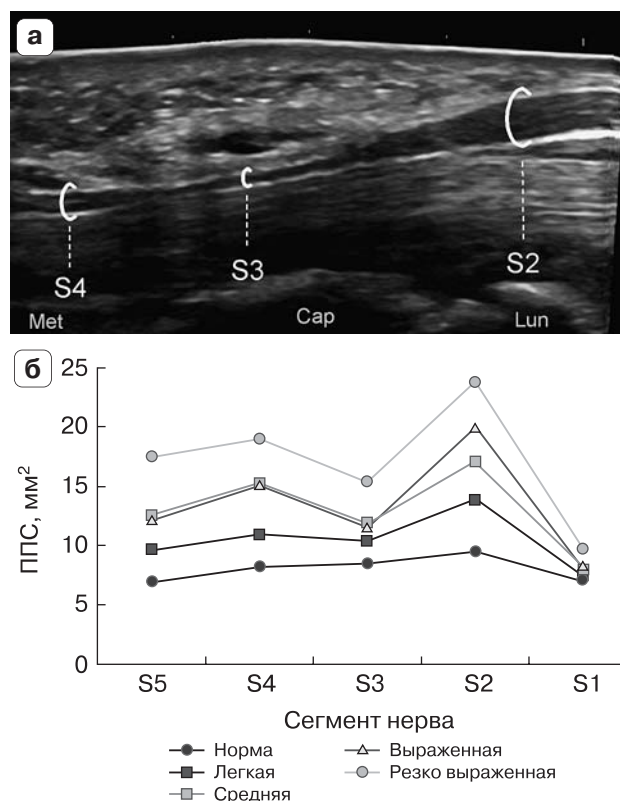 а
S4
S3
S2
Met
Cap
Lun
б
25
20
15
10
5
0
ППС, мм²
S5 S4 S3 S2 S1
Сегмент нерва
Норма
Легкая
Средняя
Выраженная
Резко выраженная